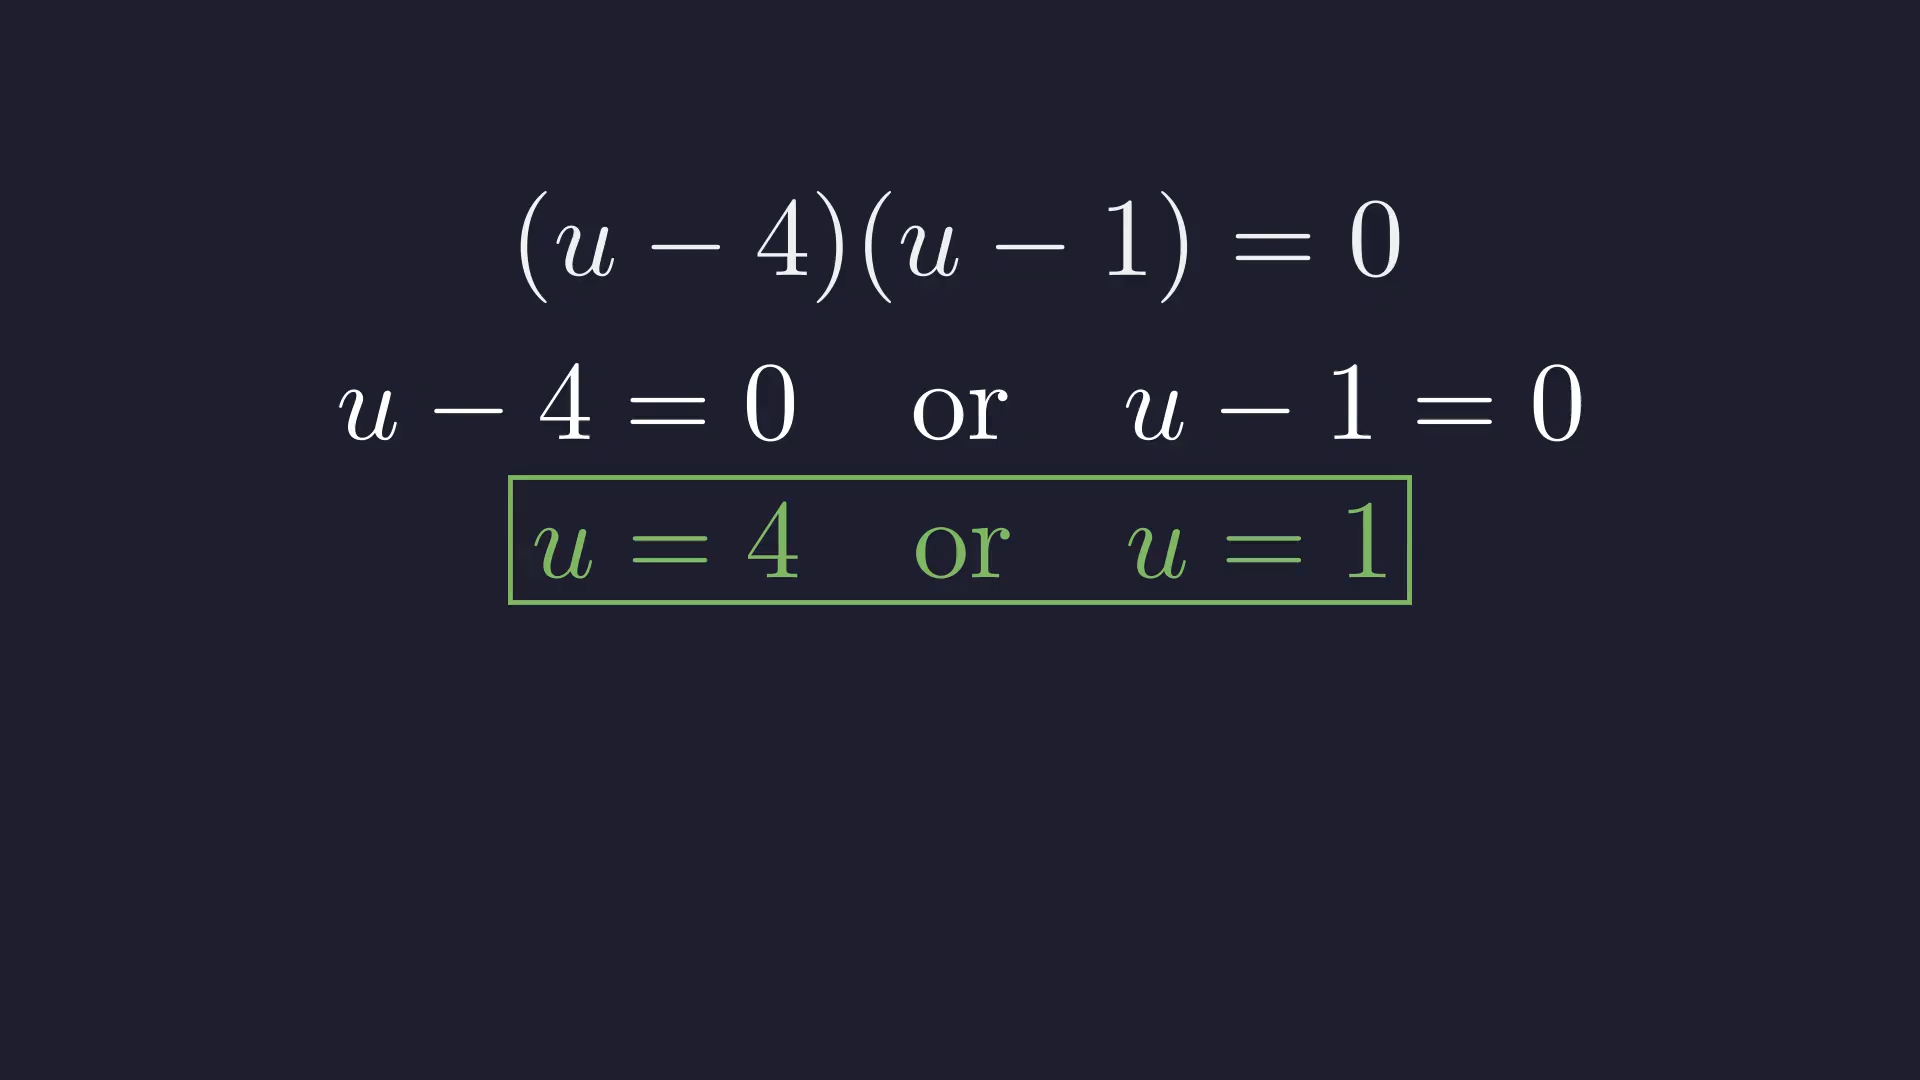 (u − 4)(u − 1) = 0
u − 4 = 0 or u − 1 = 0
u = 4 or u = 1